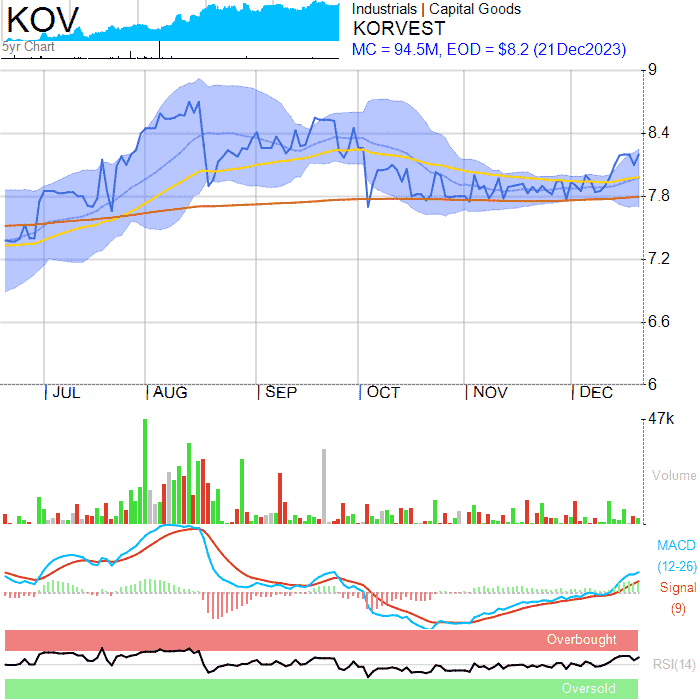 KOV
5yr Chart
Industrials | Capital Goods
KORVEST
MC = 94.5M, EOD = $8.2 (21Dec2023)
9
8.4
7.8
7.2
6.6
6
JUL AUG SEP OCT NOV DEC
47k
Volume
MACD
(12-26)
Signal
(9)
Overbought
RSI(14)
Oversold